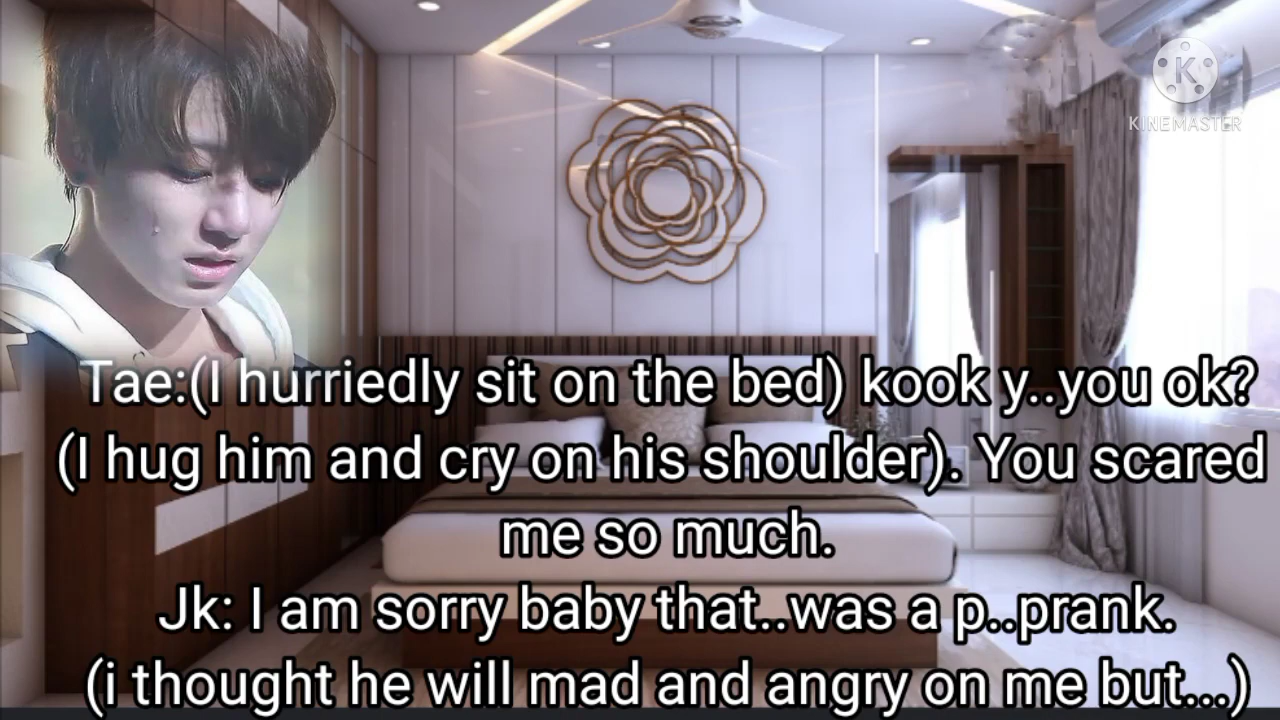 K
KINEMASTER
Tae:(I hurriedly sit on the bed) kook y..you ok?
(I hug him and cry on his shoulder). You scared
me so much.
Jk: I am sorry baby that..was a p..prank.
(i thought he will mad and angry on me but...)